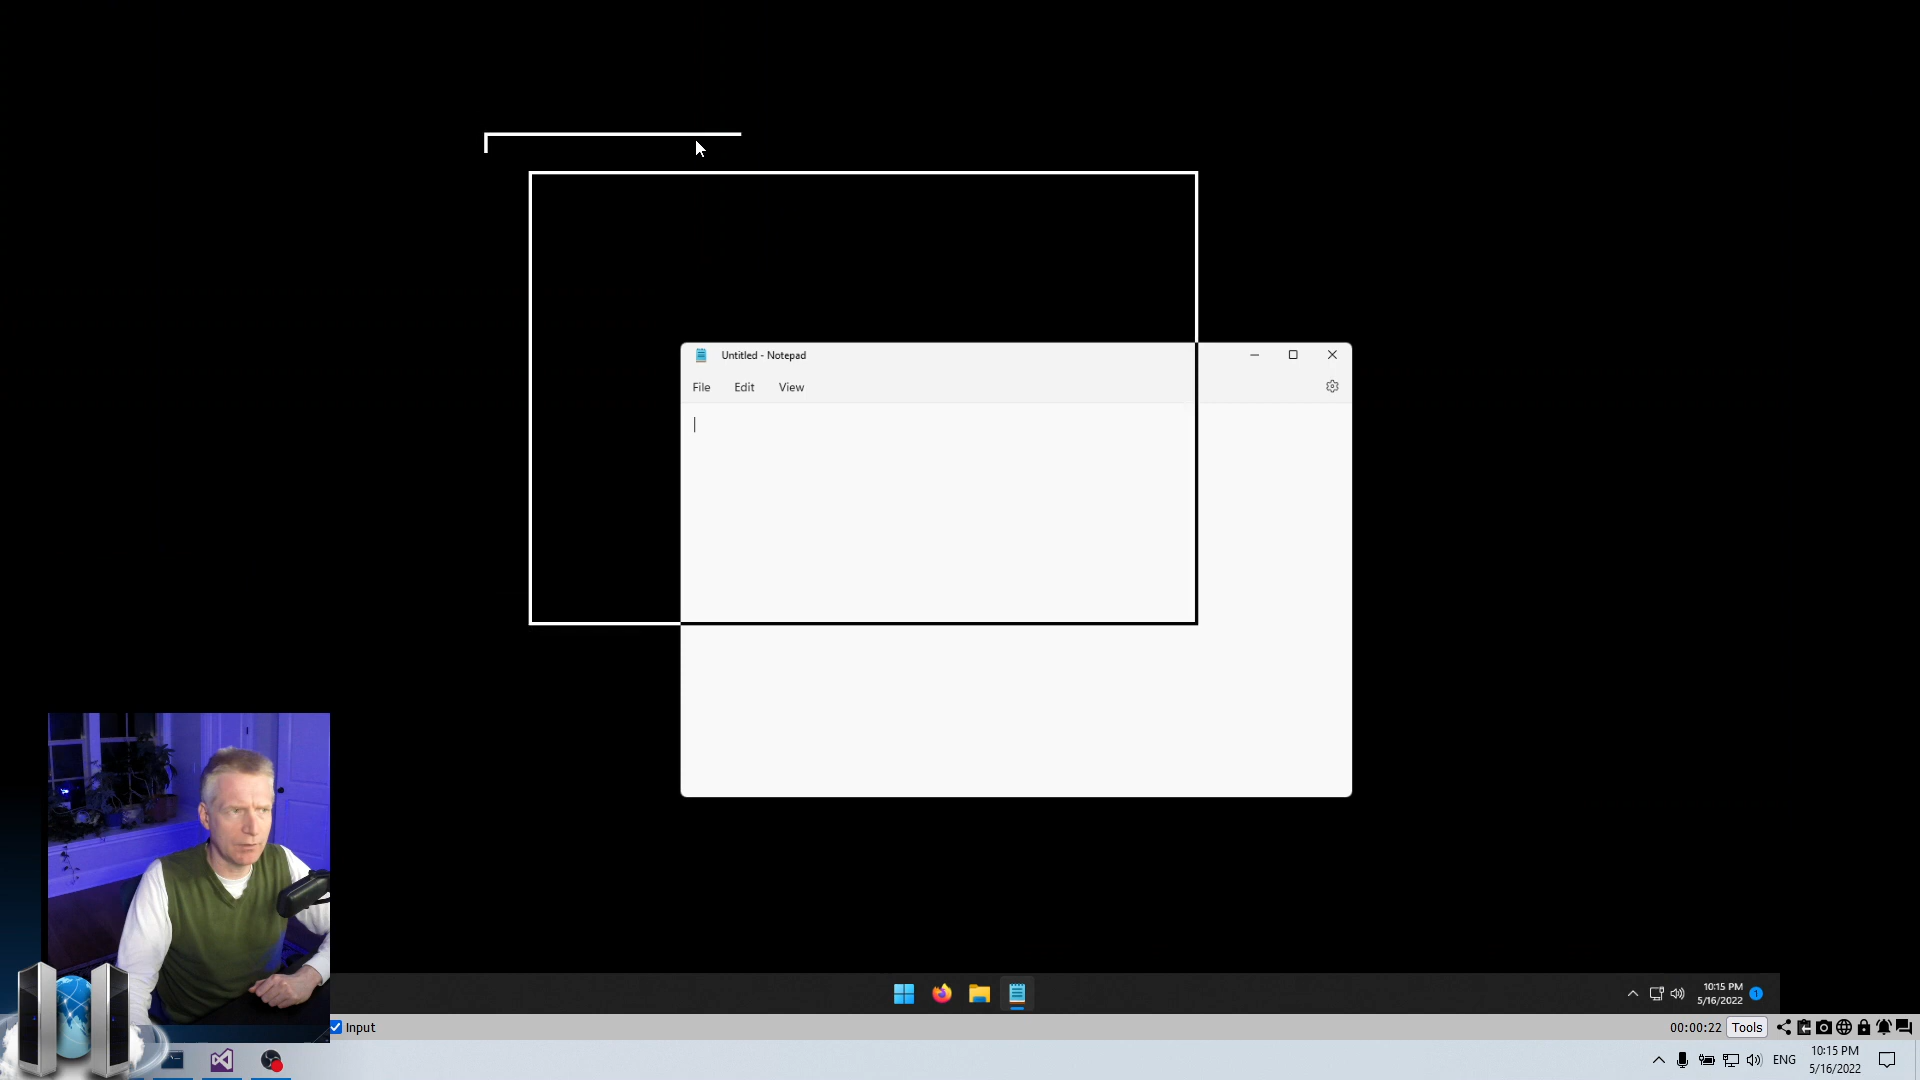 Untitled - Notepad
File Edit View
10:15 PM
5/16/2022
1
Input
00:00:22 Tools
ENG
10:15 PM
5/16/2022